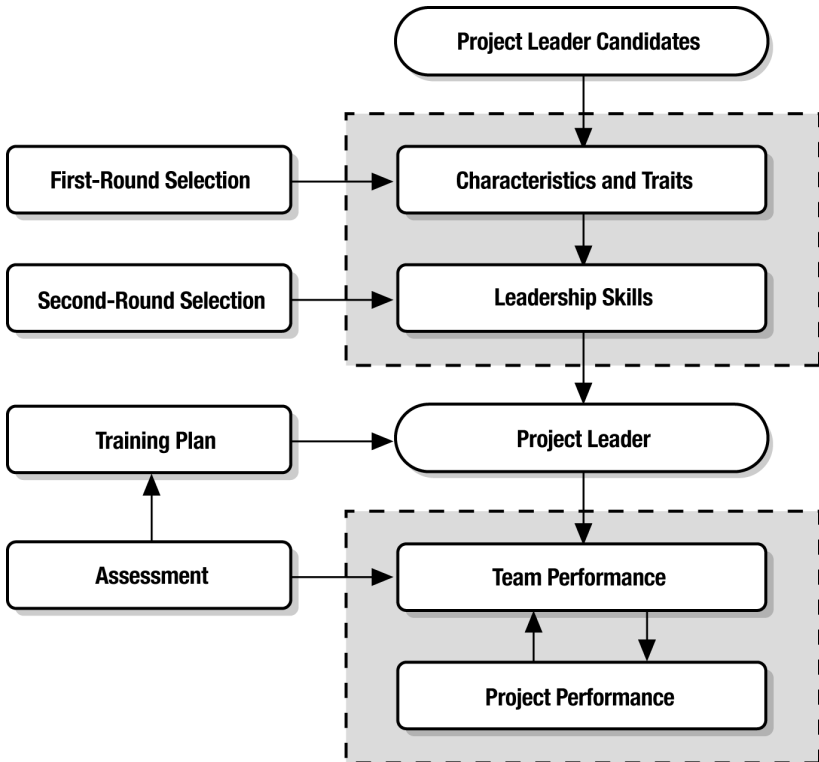 Project Leader Candidates
First-Round Selection
Characteristics and Traits
Second-Round Selection
Leadership Skills
Training Plan
Project Leader
Assessment
Team Performance
Project Performance